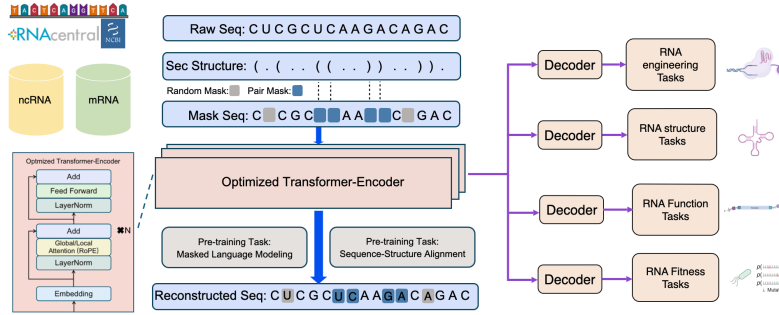 TACTCAGGTTCA
RNAcentral
NCBI
ncRNA
mRNA
Optmized Transformer-Encoder
Add
Feed Forward
LayerNorm
Add
✖N
Global/Local
Attention (RoPE)
LayerNorm
Embedding
Raw Seq: C U C G C U C A A G A C A G A C
Sec Structure: ( . ( . . ( ( . . ) ) . . ) ) .
Random Mask:
Pair Mask:
Mask Seq: C C G C A A C G A C
Optimized Transformer-Encoder
Pre-training Task:
Masked Language Modeling
Pre-training Task:
Sequence-Structure Alignment
Reconstructed Seq: C U C G C U C A A G A C A G A C
Decoder
RNA
engineering
Tasks
Decoder
RNA structure
Tasks
Decoder
RNA Function
Tasks
Decoder
RNA Fitness
Tasks